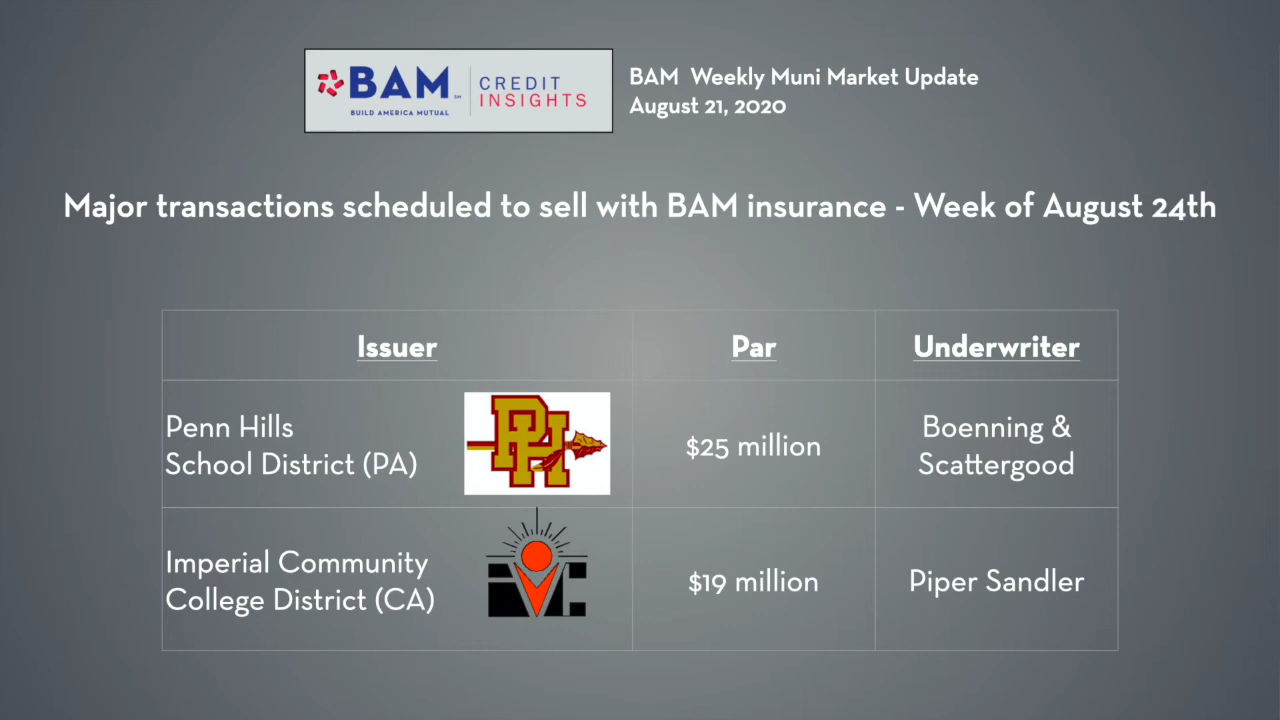 BAM
SM
BUILD AMERICA MUTUAL
CREDIT
INSIGHTS
BAM Weekly Muni Market Update
August 21, 2020
Major transactions scheduled to sell with BAM insurance - Week of August 24th
Issuer
Par
Underwriter
Penn Hills
School District (PA)
PH
$25 million
Boenning &
Scattergood
Imperial Community
College District (CA)
IVC
$19 million
Piper Sandler